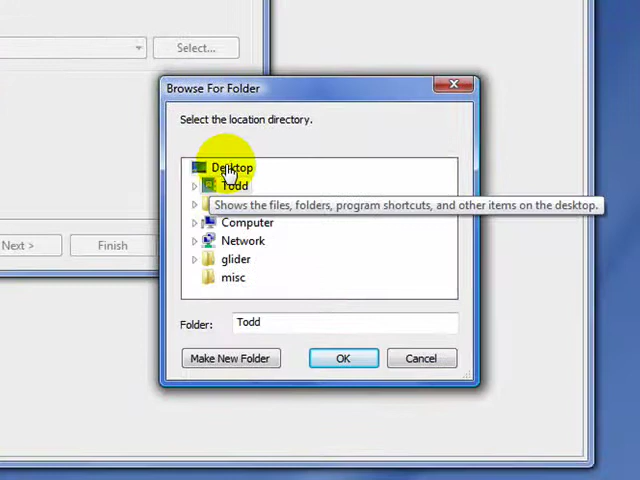 Select...
Browse For Folder
Select the location directory.
Desktop
Todd
Shows the files, folders, program shortcuts, and other items on the desktop.
Computer
Network
glider
misc
Next >
Finish
Folder:
Todd
Make New Folder
OK
Cancel